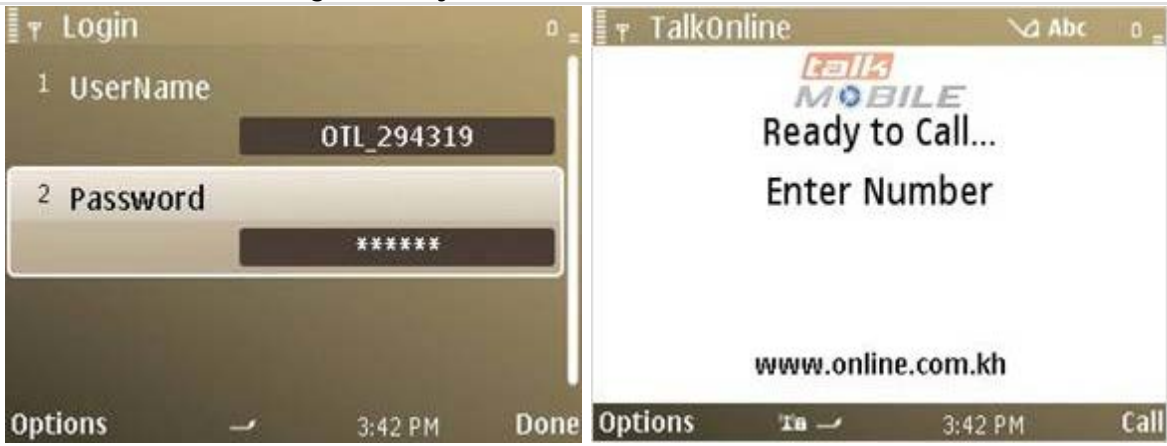 Login
1 UserName
OTL_294319
2 Password
******
Options 3:42 PM Done
TalkOnline Abc
talk
MOBILE
Ready to Call...
Enter Number
www.online.com.kh
Options 3:42 PM Call